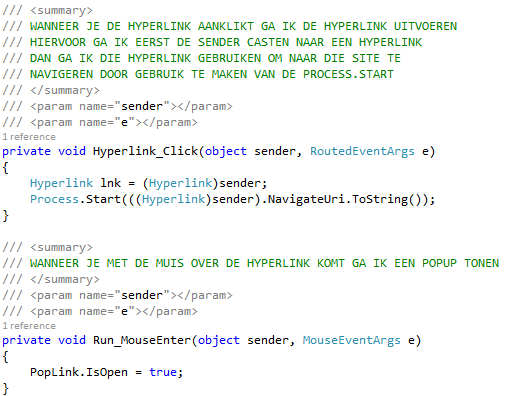 /// <summary>
/// WANNEER JE DE HYPERLINK AANKLIKT GA IK DE HYPERLINK UITVOEREN
/// HIERVOOR GA IK EERST DE SENDER CASTEN NAAR EEN HYPERLINK
/// DAN GA IK DIE HYPERLINK GEBRUIKEN OM NAAR DIE SITE TE
/// NAVIGEREN DOOR GEBRUIK TE MAKEN VAN DE PROCESS.START
/// </summary>
/// <param name="sender"></param>
/// <param name="e"></param>
1 reference
private void Hyperlink_Click(object sender, RoutedEventArgs e)
{
    Hyperlink lnk = (Hyperlink)sender;
    Process.Start(((Hyperlink)sender).NavigateUri.ToString());
}

/// <summary>
/// WANNEER JE MET DE MUIS OVER DE HYPERLINK KOMT GA IK EEN POPUP TONEN
/// </summary>
/// <param name="sender"></param>
/// <param name="e"></param>
1 reference
private void Run_MouseEnter(object sender, MouseEventArgs e)
{
    PopLink.IsOpen = true;
}